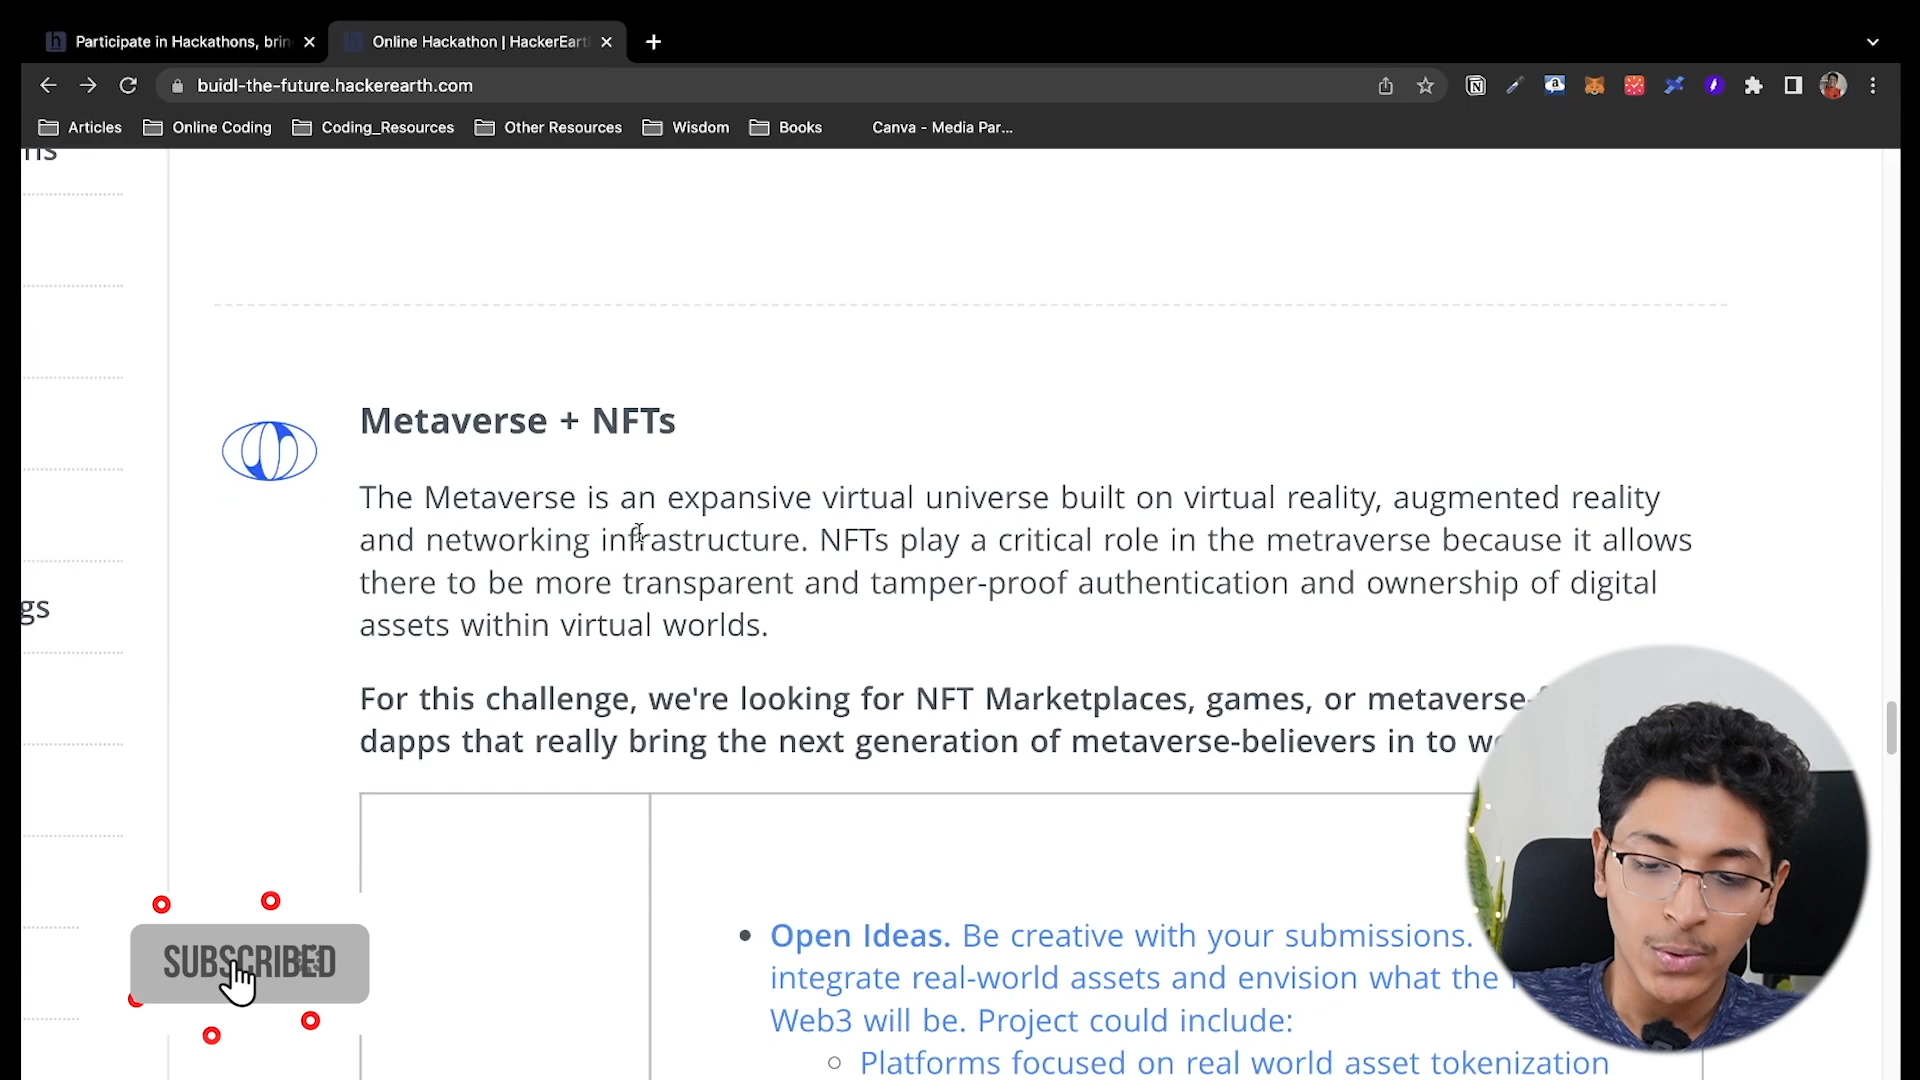 Participate in Hackathons, brin
Online Hackathon | HackerEart
buidl-the-future.hackerearth.com
Articles
Online Coding
Coding_Resources
Other Resources
Wisdom
Books
Canva - Media Par...
ns
gs
Metaverse + NFTs
The Metaverse is an expansive virtual universe built on virtual reality, augmented reality
and networking infrastructure. NFTs play a critical role in the metraverse because it allows
there to be more transparent and tamper-proof authentication and ownership of digital
assets within virtual worlds.
For this challenge, we're looking for NFT Marketplaces, games, or metaverse-
dapps that really bring the next generation of metaverse-believers in to
Open Ideas. Be creative with your submissions.
integrate real-world assets and envision what the
Web3 will be. Project could include:
Platforms focused on real world asset tokenization
SUBSCRIBED